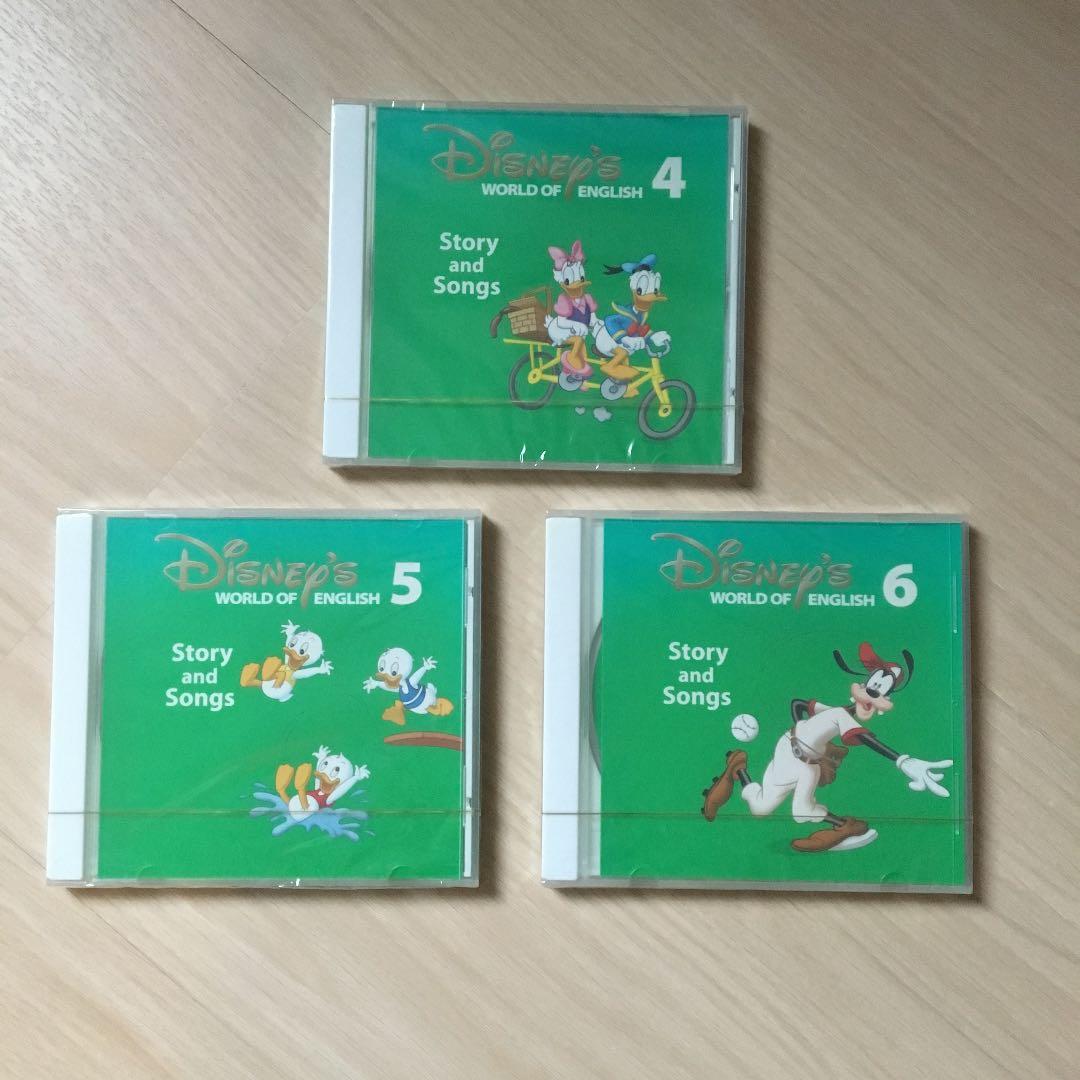 DISNEY'S
WORLD OF ENGLISH 4
Story
and
Songs
DISNEY'S
WORLD OF ENGLISH 5
Story
and
Songs
DISNEY'S
WORLD OF ENGLISH 6
Story
and
Songs